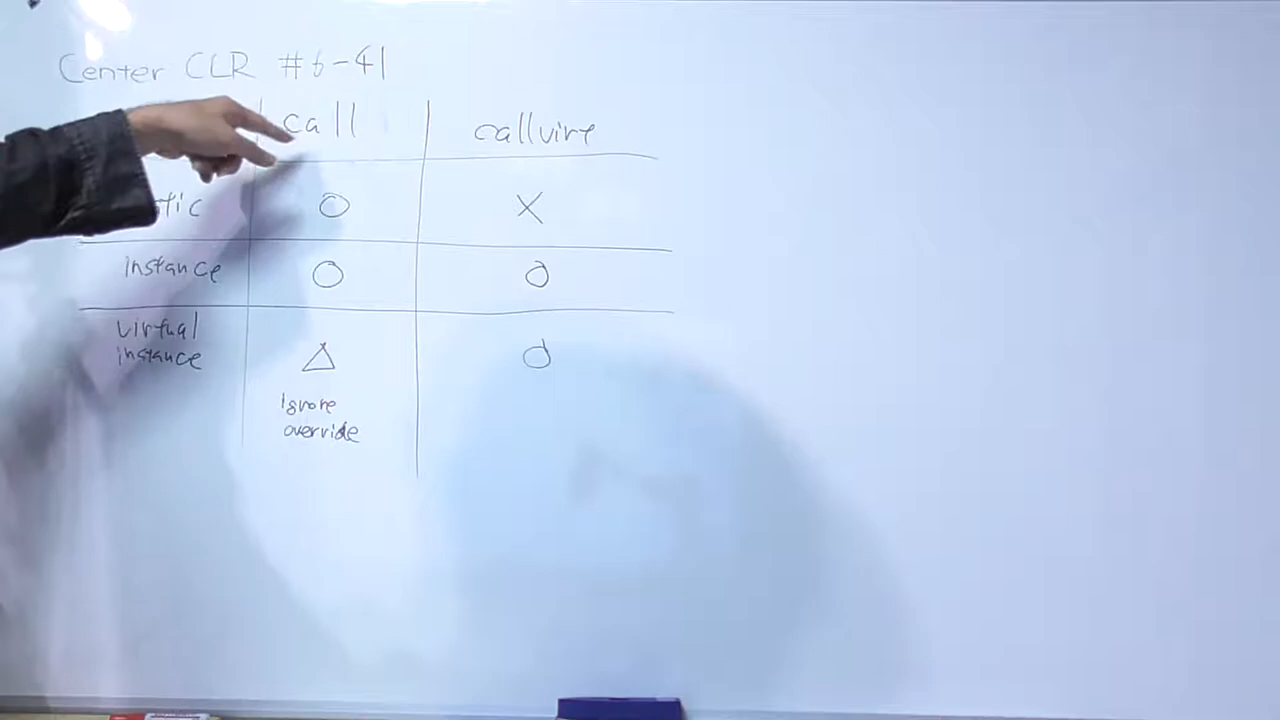 Center CLR #6-41
call callvirt
tic O X
instance O O
virtual
instance △ O
ignore
override